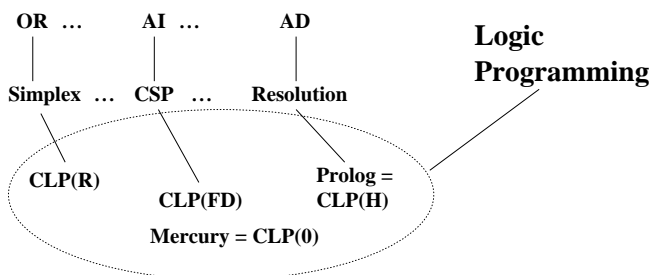 OR ... AI ... AD
Logic
Programming
Simplex ... CSP ... Resolution
CLP(R)
CLP(FD)
Prolog =
CLP(H)
Mercury = CLP(0)